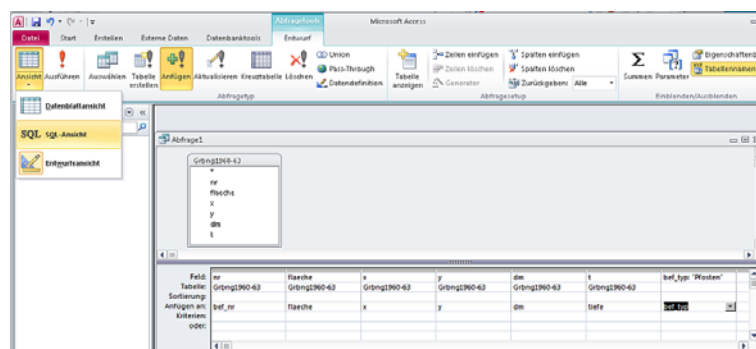 Abfragetools
Microsoft Access
Datei Start Erstellen Externe Daten Datenbanktools Entwurf
Ansicht Ausführen Auswählen Tabelle erstellen Anfügen Aktualisieren Kreuztabelle Löschen
Union
Pass-Through
Datendefinition
Tabelle anzeigen
Zeilen einfügen
Zeilen löschen
Generator
Spalten einfügen
Spalten löschen
Zurückgeben: Alle
Summen Parameter
Eigenschaften
Tabellennamen
Abfragetyp Abfragesetup Einblenden/Ausblenden
Datenblattansicht
SQL SQL-Ansicht
Entwurfsansicht
Abfrage1
Grbng1960-63
*
nr
flaeche
x
y
dm
t
Feld: nr flaeche x y dm t bef_typ: "Pfosten"
Tabelle: Grbng1960-63 Grbng1960-63 Grbng1960-63 Grbng1960-63 Grbng1960-63 Grbng1960-63
Sortierung:
Anfügen an: bef_nr flaeche x y dm tiefe bef_typ
Kriterien:
oder: